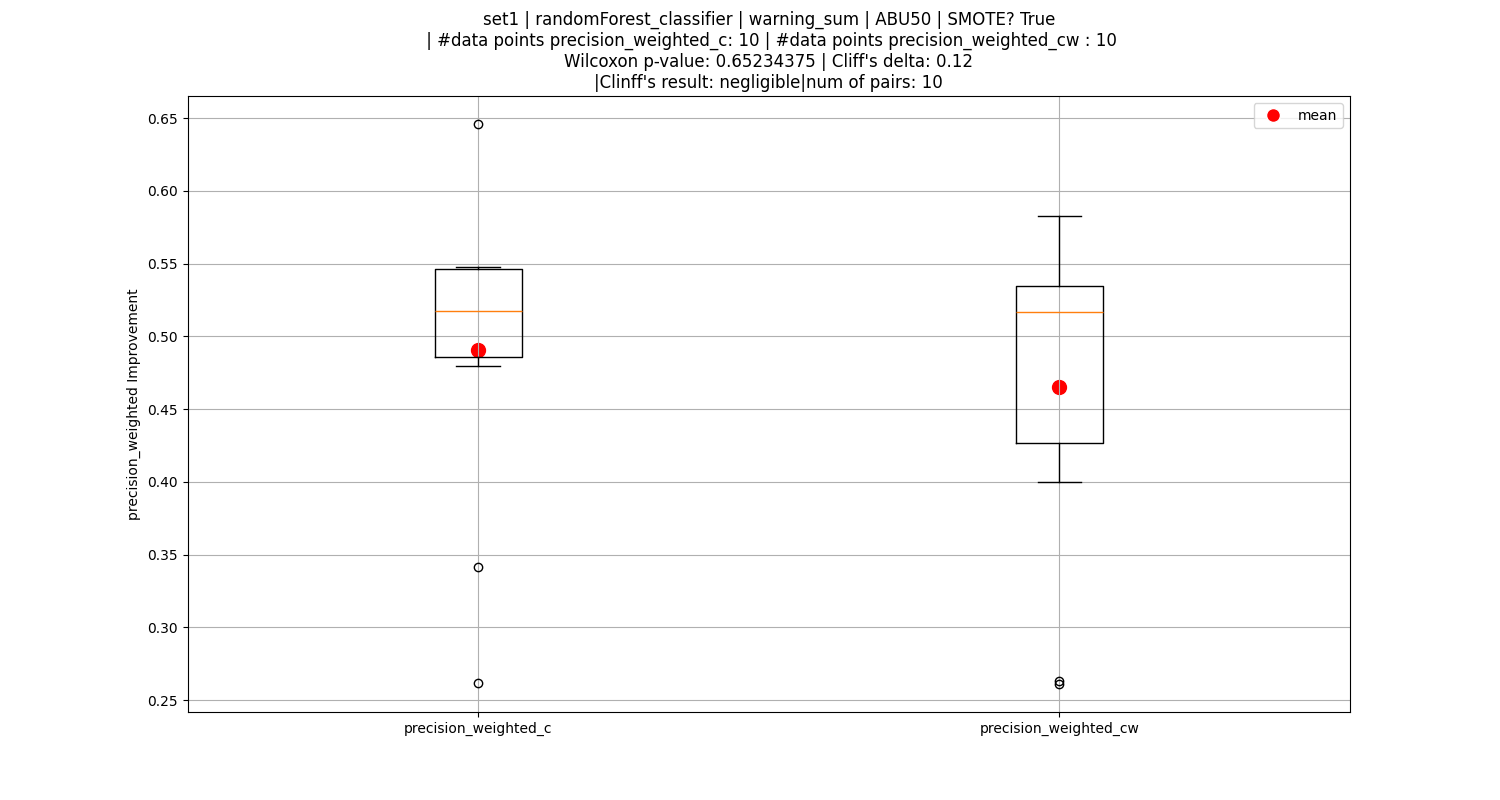 set1 | randomForest_classifier | warning_sum | ABU50 | SMOTE? True
| #data points precision_weighted_c: 10 | #data points precision_weighted_cw : 10
Wilcoxon p-value: 0.65234375 | Cliff's delta: 0.12
|Clinff's result: negligible|num of pairs: 10
mean
0.65
0.60
0.55
0.50
0.45
0.40
0.35
0.30
0.25
precision_weighted Improvement
precision_weighted_c
precision_weighted_cw